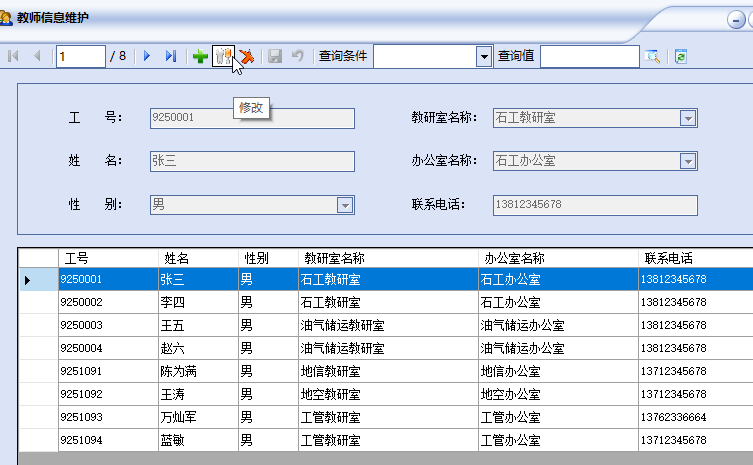 教师信息维护
1 / 8 查询条件 查询值
修改
工 号： 9250001 教研室名称： 石工教研室
姓 名： 张三 办公室名称： 石工办公室
性 别： 男 联系电话： 13812345678
工号 姓名 性别 教研室名称 办公室名称 联系电话
9250001 张三 男 石工教研室 石工办公室 13812345678
9250002 李四 男 石工教研室 石工办公室 13812345678
9250003 王五 男 油气储运教研室 油气储运办公室 13812345678
9250004 赵六 男 油气储运教研室 油气储运办公室 13812345678
9251091 陈为满 男 地信教研室 地信办公室 13712345678
9251092 王涛 男 地空教研室 地空办公室 13712345678
9251093 万灿军 男 工管教研室 工管办公室 13762336664
9251094 蓝敏 男 工管教研室 工管办公室 13712345678